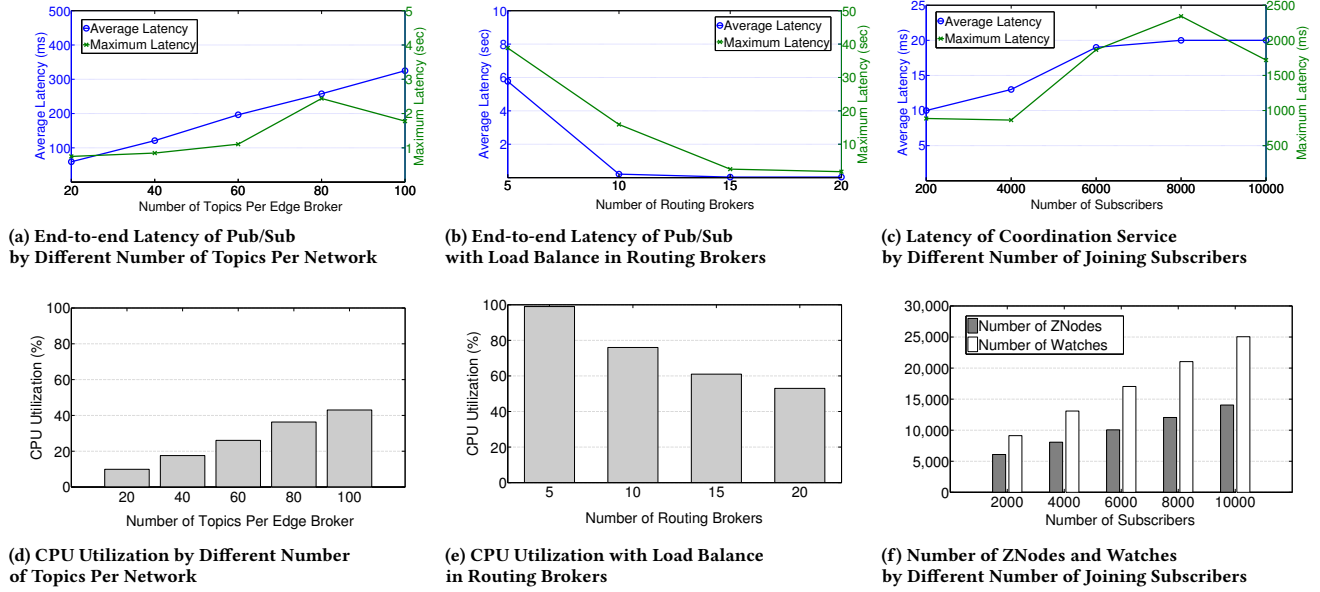 500
400
300
200
100
Average Latency (ms)
Average Latency
Maximum Latency
5
4
3
2
1
Maximum Latency (sec)
20 40 60 80 100
Number of Topics Per Edge Broker
(a) End-to-end Latency of Pub/Sub
by Different Number of Topics Per Network
10
8
6
4
2
Average Latency (sec)
Average Latency
Maximum Latency
50
40
30
20
10
Maximum Latency (sec)
5 10 15 20
Number of Routing Brokers
(b) End-to-end Latency of Pub/Sub
with Load Balance in Routing Brokers
25
20
15
10
5
Average Latency (ms)
Average Latency
Maximum Latency
2500
2000
1500
1000
500
Maximum Latency (ms)
200 4000 6000 8000 10000
Number of Subscribers
(c) Latency of Coordination Service
by Different Number of Joining Subscribers
100
80
60
40
20
0
CPU Utilization (%)
20 40 60 80 100
Number of Topics Per Edge Broker
(d) CPU Utilization by Different Number
of Topics Per Network
100
80
60
40
20
0
CPU Utilization (%)
5 10 15 20
Number of Routing Brokers
(e) CPU Utilization with Load Balance
in Routing Brokers
30,000
25,000
20,000
15,000
10,000
5,000
0
Number of ZNodes
Number of Watches
2000 4000 6000 8000 10000
Number of Subscribers
(f) Number of ZNodes and Watches
by Different Number of Joining Subscribers